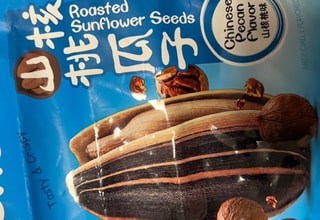 山核桃瓜子
Roasted
Sunflower Seeds
Chinese
Pecan
Flavor
山核桃味
Tasty & Crispy